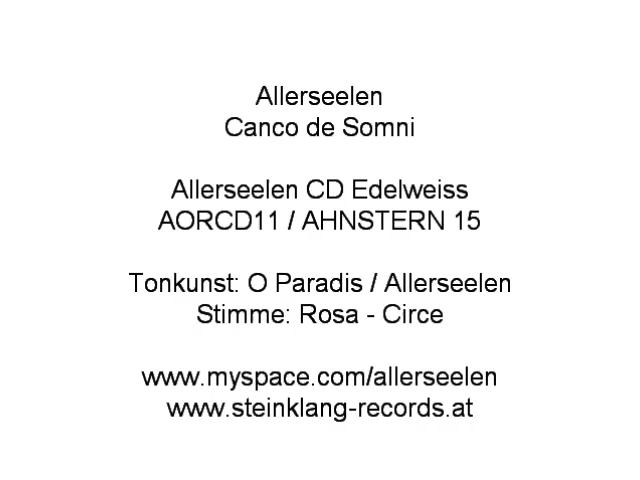 Allerseelen
Canco de Somni
Allerseelen CD Edelweiss
AORCD11 / AHNSTERN 15
Tonkunst: O Paradis / Allerseelen
Stimme: Rosa - Circe
www.myspace.com/allerseelen
www.steinklang-records.at